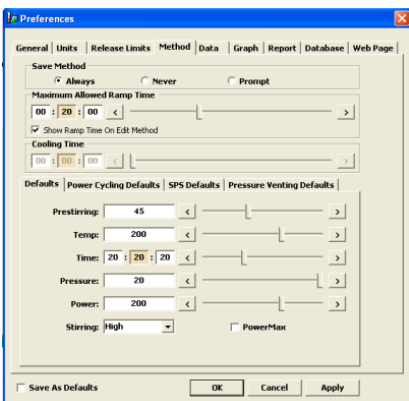 Preferences
General Units Release Limits Method Data Graph Report Database Web Page
Save Method
Always Never Prompt
Maximum Allowed Ramp Time
00 : 20 : 00
Show Ramp Time On Edit Method
Cooling Time
00 : 00 : 00
Defaults Power Cycling Defaults SPS Defaults Pressure Venting Defaults
Prestirring: 45
Temp: 200
Time: 20 : 20 : 20
Pressure: 20
Power: 200
Stirring: High PowerMax
Save As Defaults OK Cancel Apply